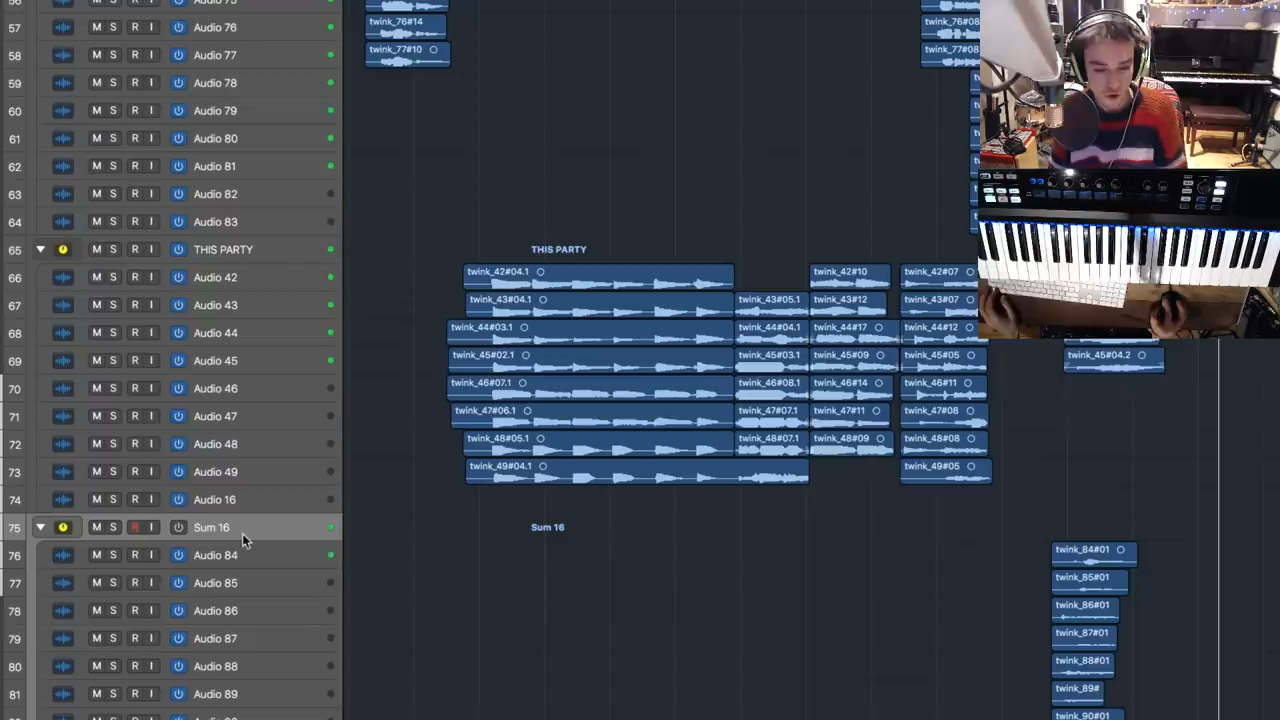 56 M S R I Audio 75
57 M S R I Audio 76 twink_76#14 twink_76#08
58 M S R I Audio 77 twink_77#10 twink_77#08
59 M S R I Audio 78
60 M S R I Audio 79
61 M S R I Audio 80
62 M S R I Audio 81
63 M S R I Audio 82
64 M S R I Audio 83
65 M S R I THIS PARTY THIS PARTY
66 M S R I Audio 42 twink_42#04.1 twink_42#10 twink_42#07
67 M S R I Audio 43 twink_43#04.1 twink_43#05.1 twink_43#12 twink_43#07
68 M S R I Audio 44 twink_44#03.1 twink_44#04.1 twink_44#17 twink_44#12
69 M S R I Audio 45 twink_45#02.1 twink_45#03.1 twink_45#09 twink_45#05 twink_45#04.2
70 M S R I Audio 46 twink_46#07.1 twink_46#08.1 twink_46#14 twink_46#11
71 M S R I Audio 47 twink_47#06.1 twink_47#07.1 twink_47#11 twink_47#08
72 M S R I Audio 48 twink_48#05.1 twink_48#07.1 twink_48#09 twink_48#08
73 M S R I Audio 49 twink_49#04.1 twink_49#05
74 M S R I Audio 16
75 M S R I Sum 16 Sum 16
76 M S R I Audio 84 twink_84#01
77 M S R I Audio 85 twink_85#01
78 M S R I Audio 86 twink_86#01
79 M S R I Audio 87 twink_87#01
80 M S R I Audio 88 twink_88#01
81 M S R I Audio 89 twink_89#
twink_90#01